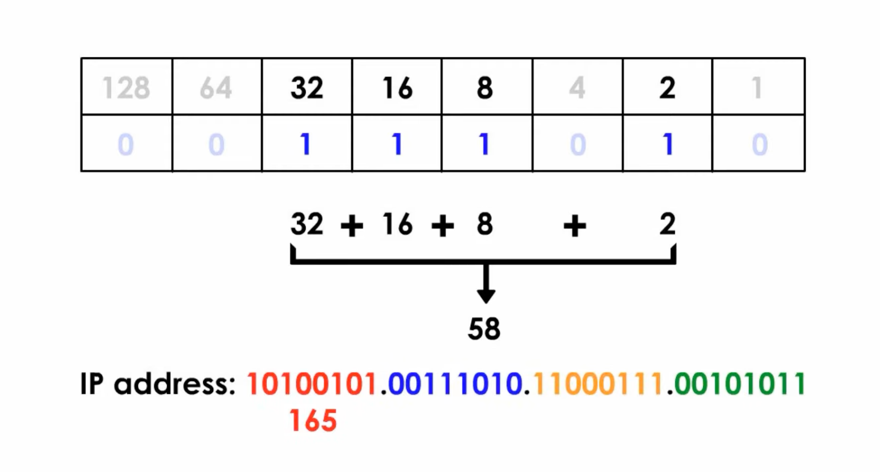 128 64 32 16 8 4 2 1
0 0 1 1 1 0 1 0
32 + 16 + 8 + 2
58
IP address: 10100101.00111010.11000111.00101011
165